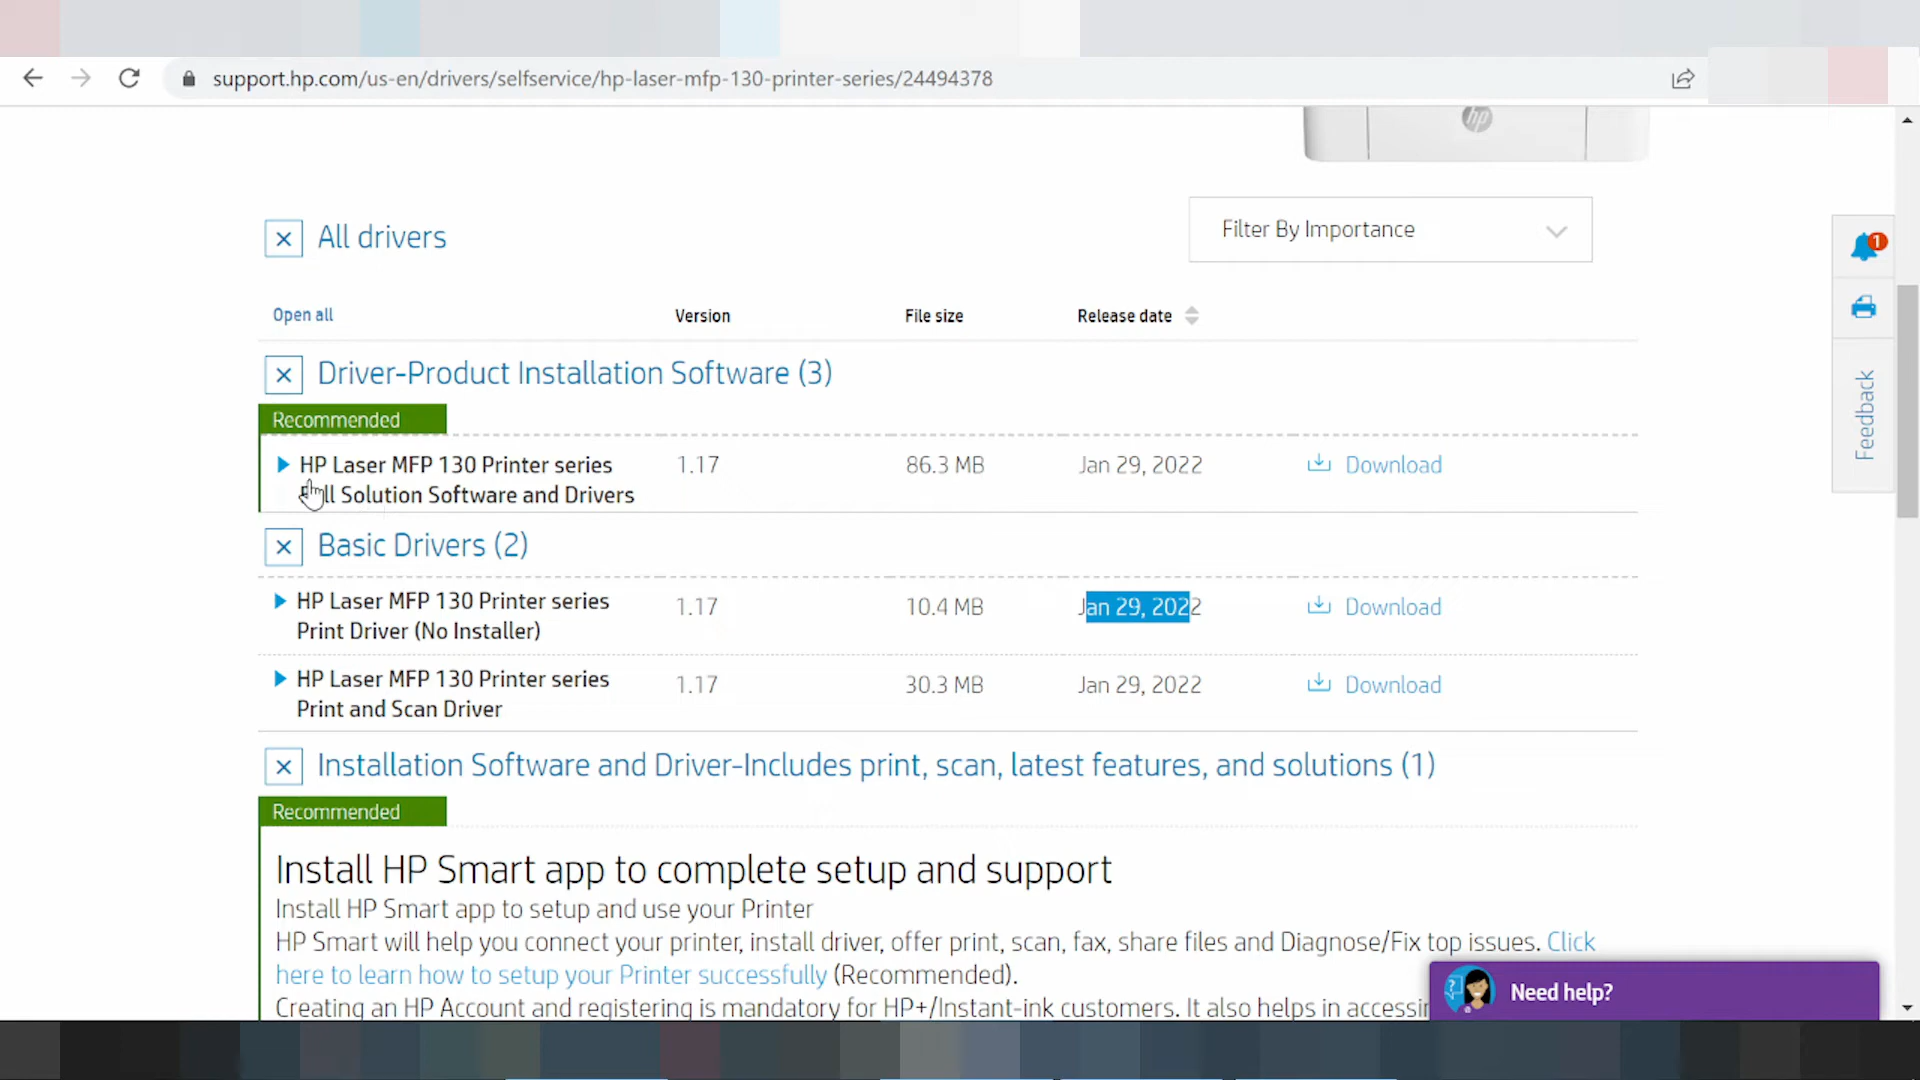 support.hp.com/us-en/drivers/selfservice/hp-laser-mfp-130-printer-series/24494378
hp
All drivers
Filter By Importance
1
Open all Version File size Release date
Driver-Product Installation Software (3)
Recommended
HP Laser MFP 130 Printer series 1.17 86.3 MB Jan 29, 2022 Download
Full Solution Software and Drivers
Feedback
Basic Drivers (2)
HP Laser MFP 130 Printer series 1.17 10.4 MB Jan 29, 2022 Download
Print Driver (No Installer)
HP Laser MFP 130 Printer series 1.17 30.3 MB Jan 29, 2022 Download
Print and Scan Driver
Installation Software and Driver-Includes print, scan, latest features, and solutions (1)
Recommended
Install HP Smart app to complete setup and support
Install HP Smart app to setup and use your Printer
HP Smart will help you connect your printer, install driver, offer print, scan, fax, share files and Diagnose/Fix top issues. Click
here to learn how to setup your Printer successfully (Recommended).
Creating an HP Account and registering is mandatory for HP+/Instant-ink customers. It also helps in accessin
Need help?